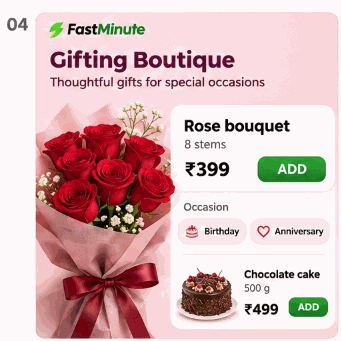 04
FastMinute
Gifting Boutique
Thoughtful gifts for special occasions
Rose bouquet
8 stems
₹399 ADD
Occasion
Birthday Anniversary
Chocolate cake
500 g
₹499 ADD